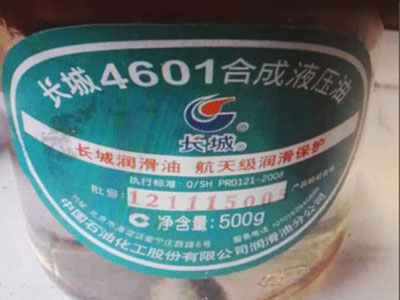 长城4601合成液压油
长城
长城润滑油 航天级润滑保护
执行标准：Q/SH PRD121-2008
批号：
121115005
净含量：500g
中国石油化工股份有限公司润滑油分公司